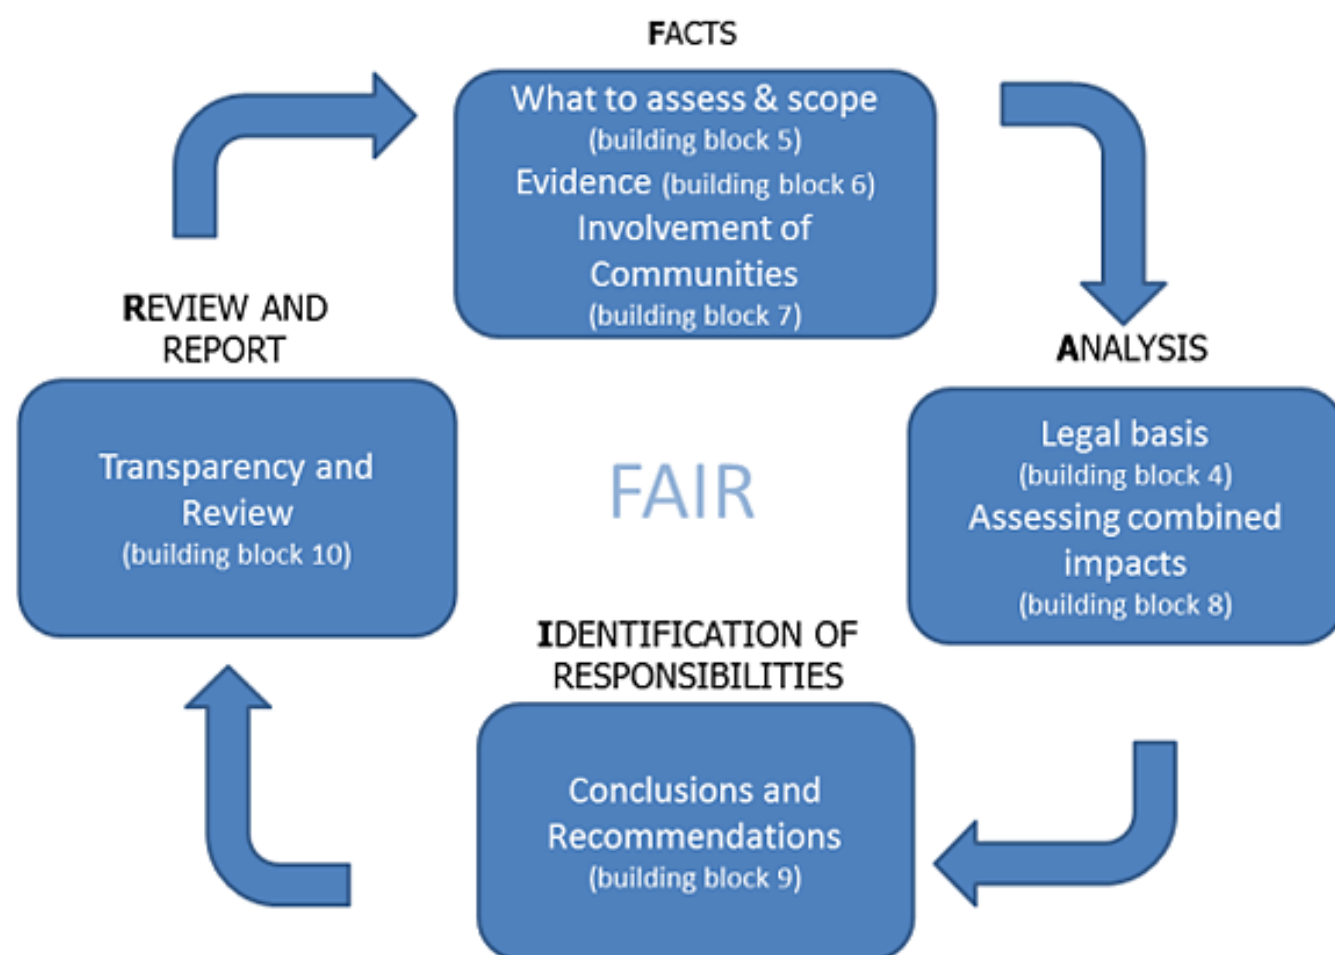 FACTS
What to assess & scope
(building block 5)
Evidence (building block 6)
Involvement of
Communities
(building block 7)
ANALYSIS
Legal basis
(building block 4)
Assessing combined
impacts
(building block 8)
IDENTIFICATION OF
RESPONSIBILITIES
Conclusions and
Recommendations
(building block 9)
REVIEW AND
REPORT
Transparency and
Review
(building block 10)
FAIR